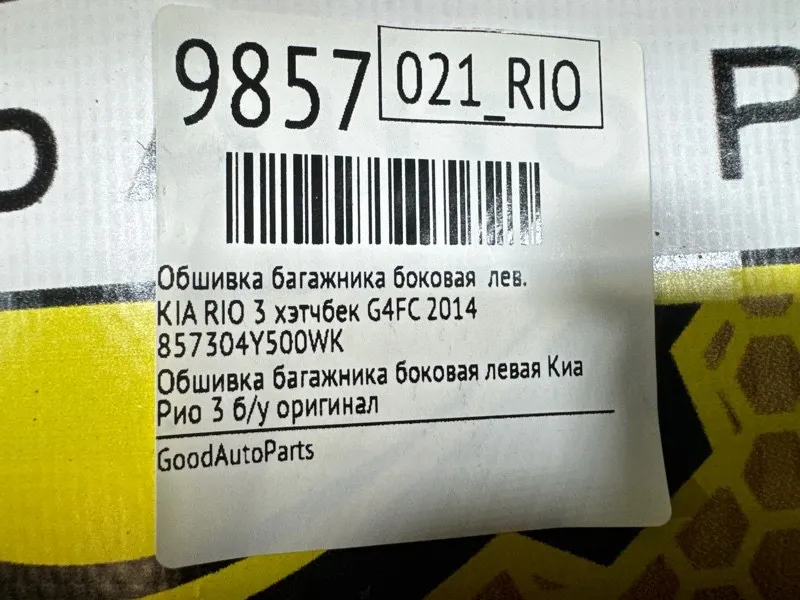 9857
021_RIO
Обшивка багажника боковая лев.
KIA RIO 3 хэтчбек G4FC 2014
857304Y500WK
Обшивка багажника боковая левая Киа
Рио 3 б/у оригинал
GoodAutoParts